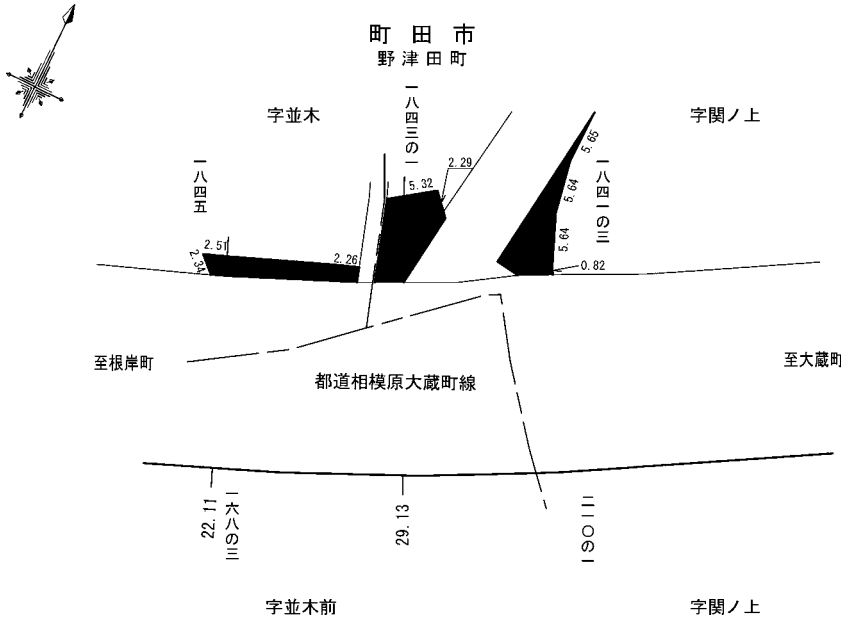 町田市
野津田町
字並木
一八四三の一
字関ノ上
一八四五
一八四一の三
2.29
5.32
5.65
5.64
5.64
0.82
2.51
2.34
2.26
至根岸町
都道相模原大蔵町線
至大蔵町
22.11
一六八の三
29.13
二一〇の一
字並木前
字関ノ上